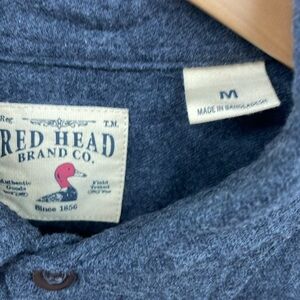 Reg. T.M.
RED HEAD
BRAND CO.
Authentic Goods
Field Tested
Since 1856
M
MADE IN BANGLADESH